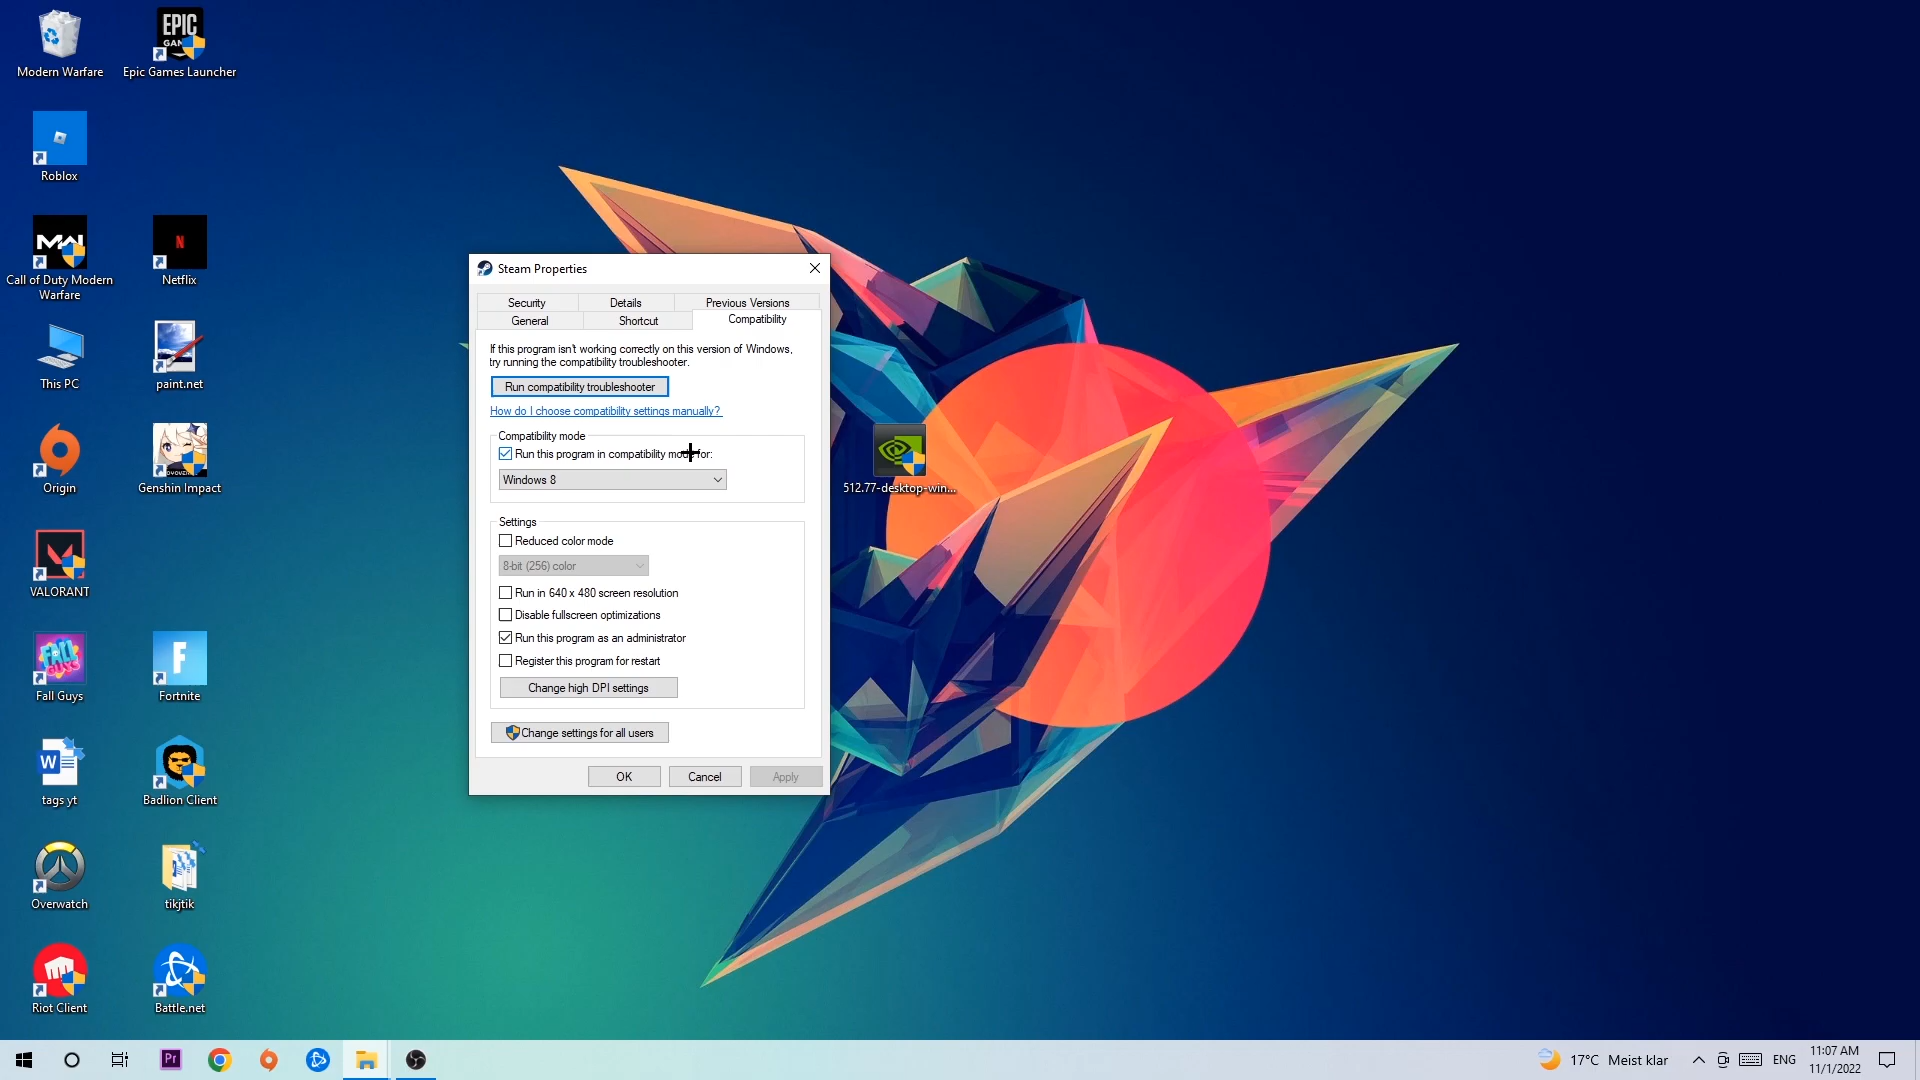 Modern Warfare
EPIC
GAM
Epic Games Launcher
Roblox
MW
Call of Duty Modern
Warfare
N
Netflix
This PC
paint.net
Origin
Genshin Impact
VALORANT
FALL
Fall Guys
F
Fortnite
W
tags yt
Badlion Client
Overwatch
tikjtik
Riot Client
Battle.net
Steam Properties
Security
Details
Previous Versions
General
Shortcut
Compatibility
If this program isn't working correctly on this version of Windows,
try running the compatibility troubleshooter.
Run compatibility troubleshooter
How do I choose compatibility settings manually?
Compatibility mode
Run this program in compatibility mode for:
Windows 8
Settings
Reduced color mode
8-bit (256) color
Run in 640 x 480 screen resolution
Disable fullscreen optimizations
Run this program as an administrator
Register this program for restart
Change high DPI settings
Change settings for all users
OK
Cancel
Apply
512.77-desktop-win...
Pr
17°C Meist klar
ENG
11:07 AM
11/1/2022